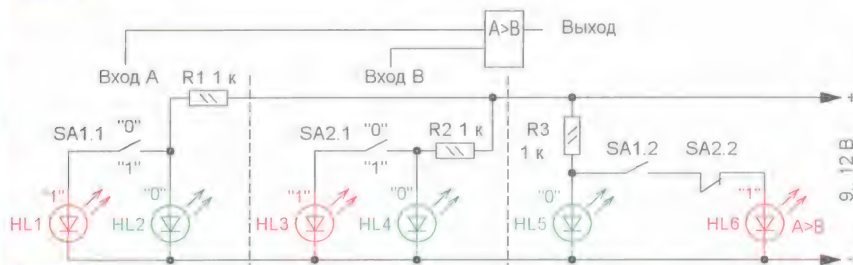 A>B
Выход
Вход A
R1 1 к
Вход B
+
SA1.1
"0"
"1"
SA2.1
"0"
"1"
R2 1 к
R3
1 к
SA1.2
SA2.2
9...12 В
"1"
HL1
"0"
HL2
"1"
HL3
"0"
HL4
"0"
HL5
"1"
HL6
A>B
-